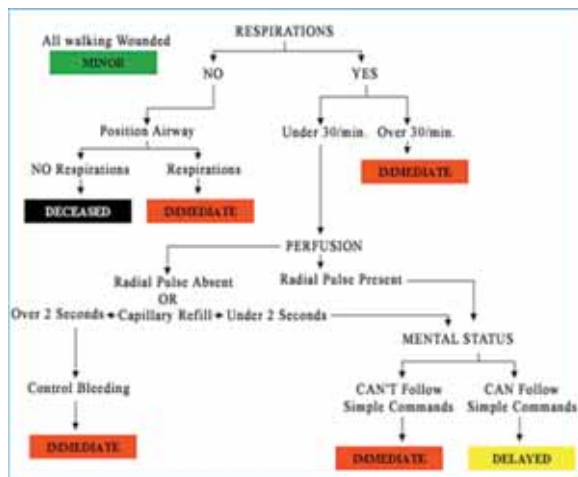 RESPIRATIONS
All walking Wounded
MINOR
NO
YES
Position Airway
Under 30/min.
Over 30/min.
NO Respirations
Respirations
IMMEDIATE
DECEASED
IMMEDIATE
PERFUSION
Radial Pulse Absent
Radial Pulse Present
OR
Over 2 Seconds
Capillary Refill
Under 2 Seconds
MENTAL STATUS
Control Bleeding
CAN'T Follow
Simple Commands
CAN Follow
Simple Commands
IMMEDIATE
IMMEDIATE
DELAYED